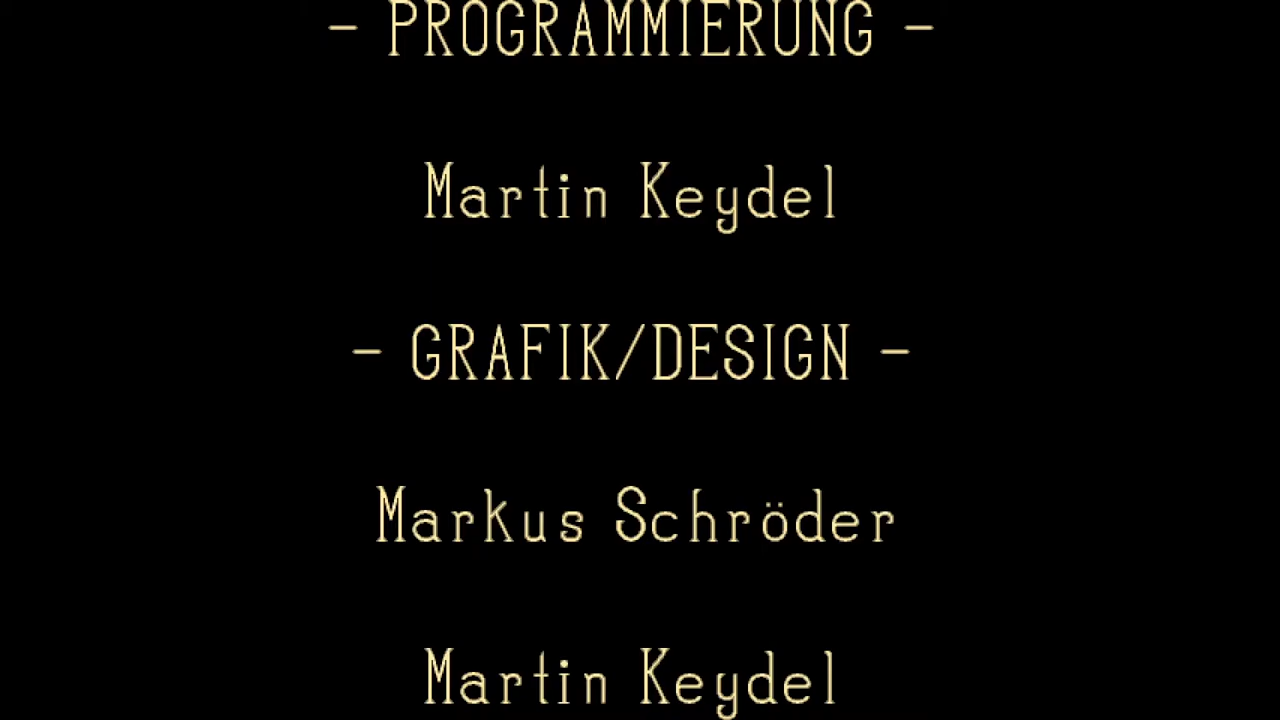 - PROGRAMMIERUNG -
Martin Keydel
- GRAFIK/DESIGN -
Markus Schröder
Martin Keydel